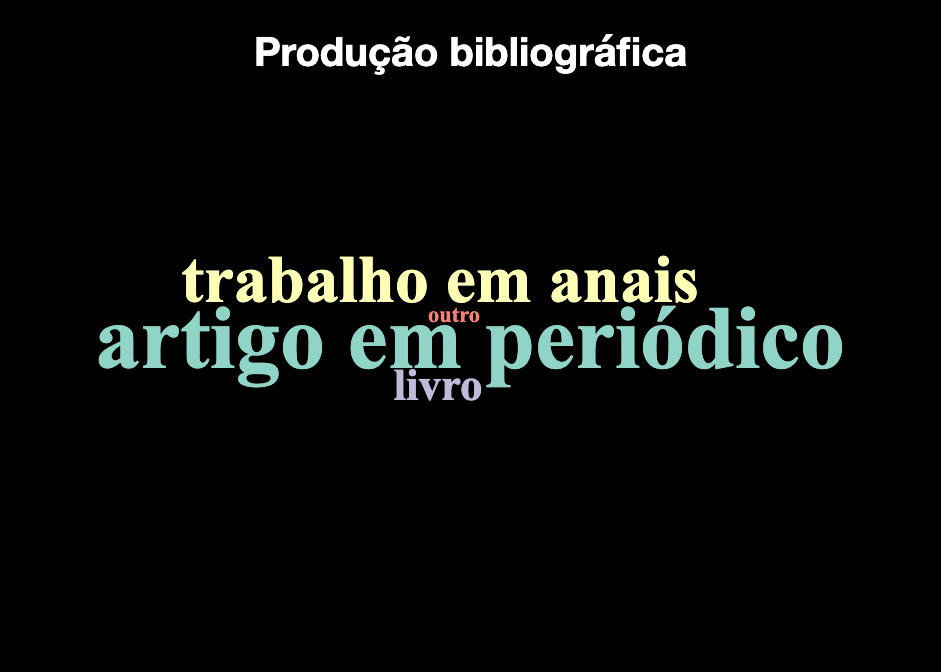 Produção bibliográfica
trabalho em anais
outro
artigo em periódico
livro